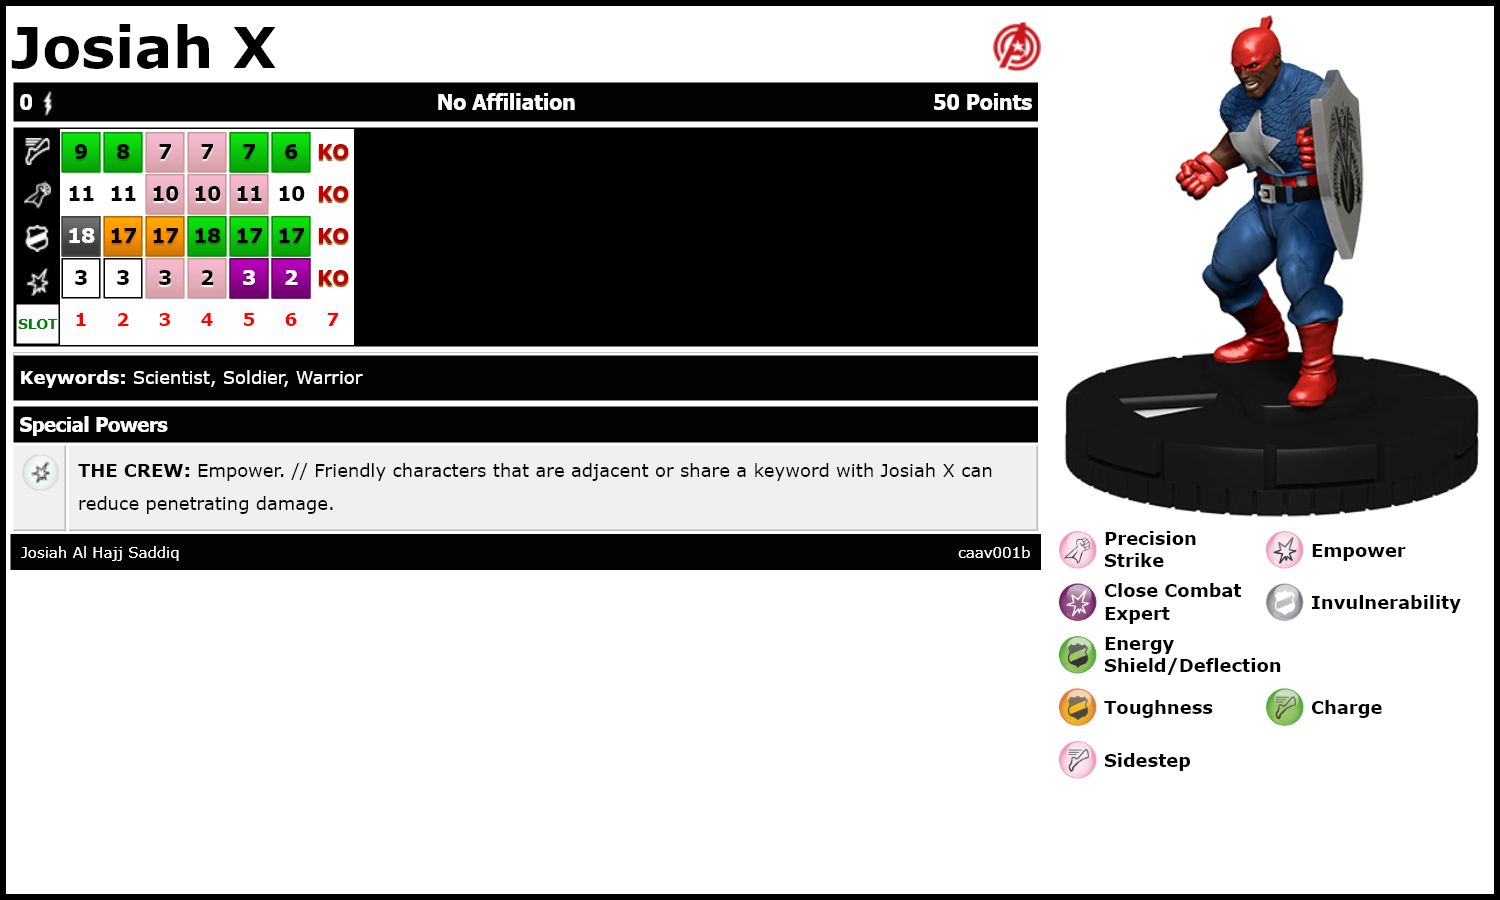 Josiah X
0 No Affiliation 50 Points
9 8 7 7 7 6 KO
11 11 10 10 11 10 KO
18 17 17 18 17 17 KO
3 3 3 2 3 2 KO
SLOT 1 2 3 4 5 6 7
Keywords: Scientist, Soldier, Warrior
Special Powers
THE CREW: Empower. // Friendly characters that are adjacent or share a keyword with Josiah X can
reduce penetrating damage.
Josiah Al Hajj Saddiq caav001b
Precision
Strike
Empower
Close Combat
Expert
Invulnerability
Energy
Shield/Deflection
Toughness
Charge
Sidestep